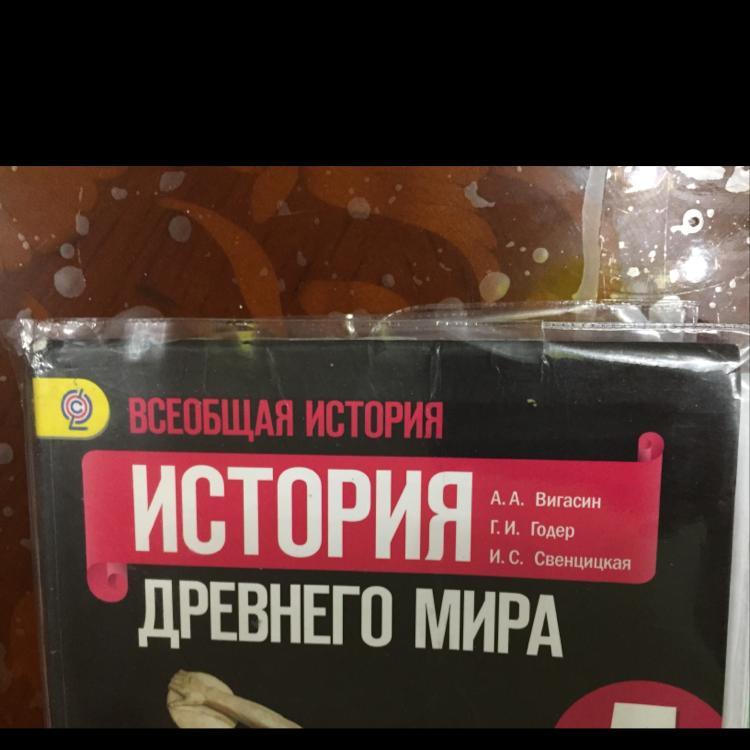 ВСЕОБЩАЯ ИСТОРИЯ
ИСТОРИЯ
ДРЕВНЕГО МИРА
А. А. Вигасин
Г. И. Годер
И. С. Свенцицкая